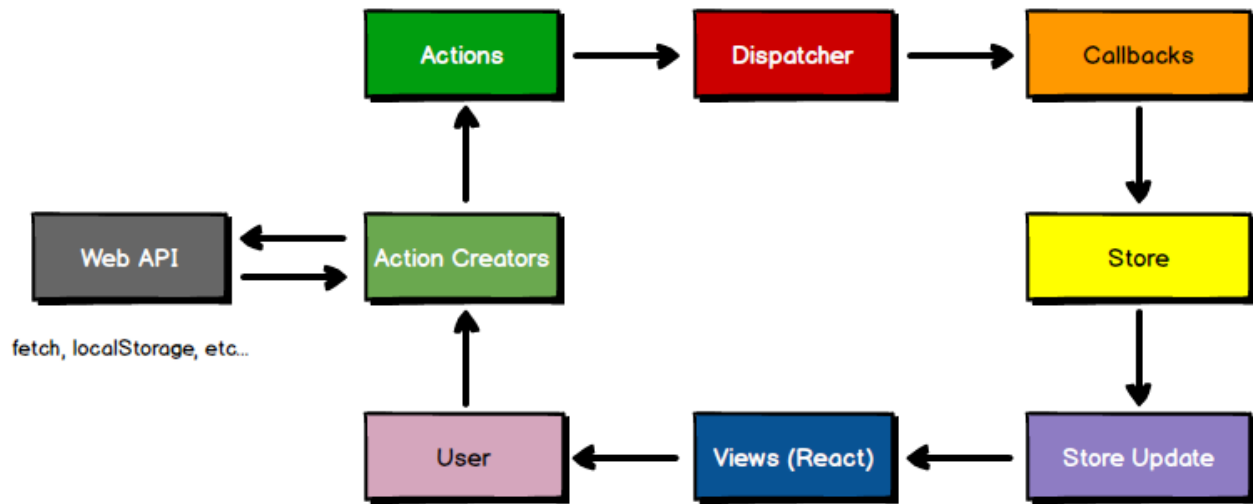 Actions
Dispatcher
Callbacks
Web API
Action Creators
Store
fetch, localStorage, etc...
User
Views (React)
Store Update